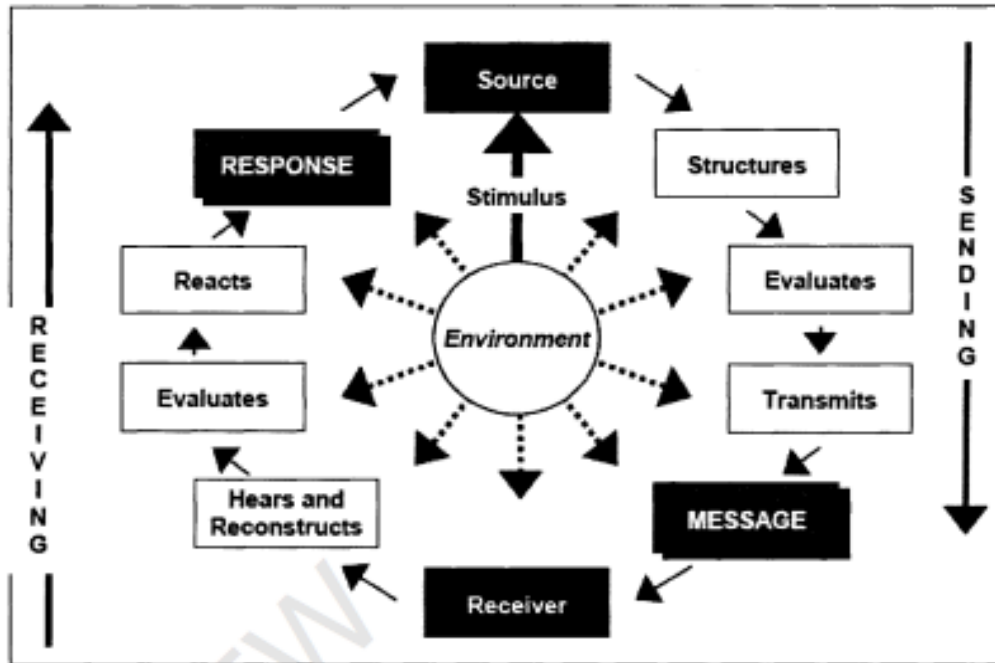 Source
RESPONSE
Structures
Stimulus
Reacts
Evaluates
Environment
Evaluates
Transmits
Hears and
Reconstructs
MESSAGE
Receiver
RECEIVING
SENDING